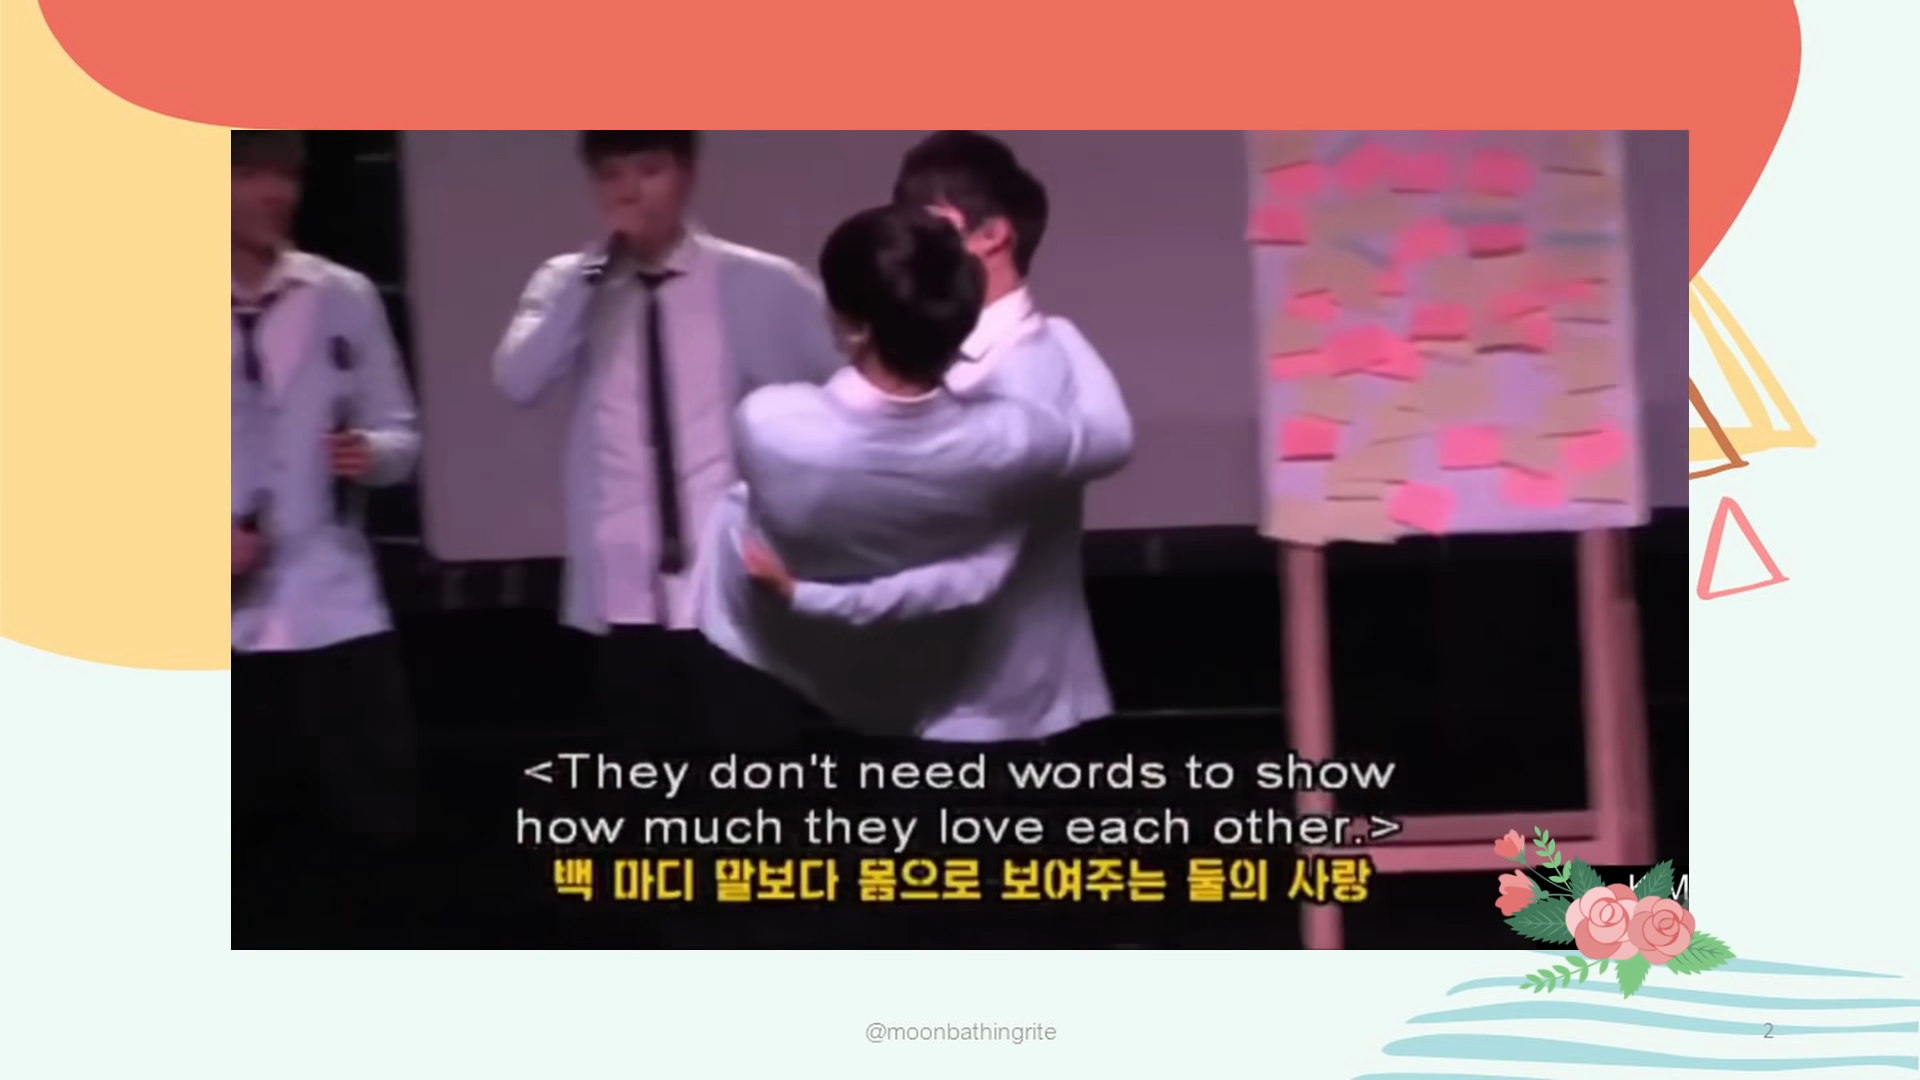 <They don't need words to show
how much they love each other.>
백 마디 말보다 몸으로 보여주는 둘의 사랑
@moonbathingrite
2